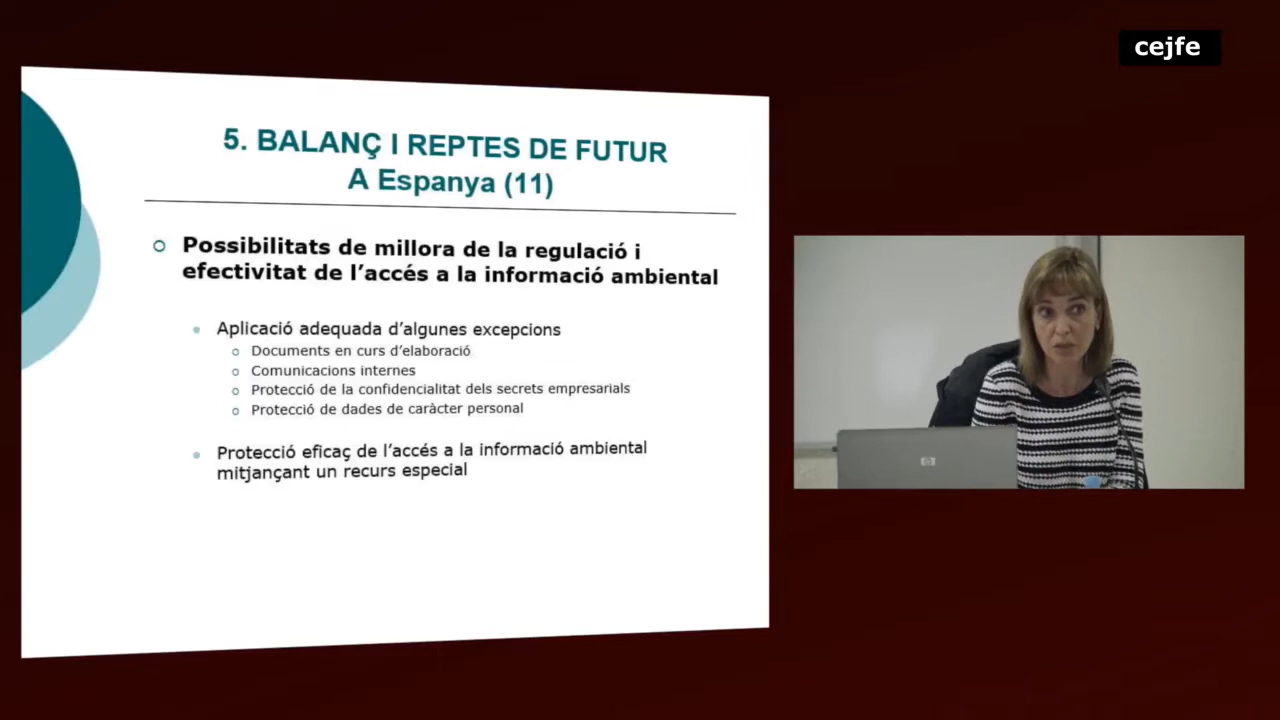 cejfe
5. BALANÇ I REPTES DE FUTUR
A Espanya (11)
Possibilitats de millora de la regulació i
efectivitat de l'accés a la informació ambiental
Aplicació adequada d'algunes excepcions
Documents en curs d'elaboració
Comunicacions internes
Protecció de la confidencialitat dels secrets empresarials
Protecció de dades de caràcter personal
Protecció eficaç de l'accés a la informació ambiental
mitjançant un recurs especial
hp